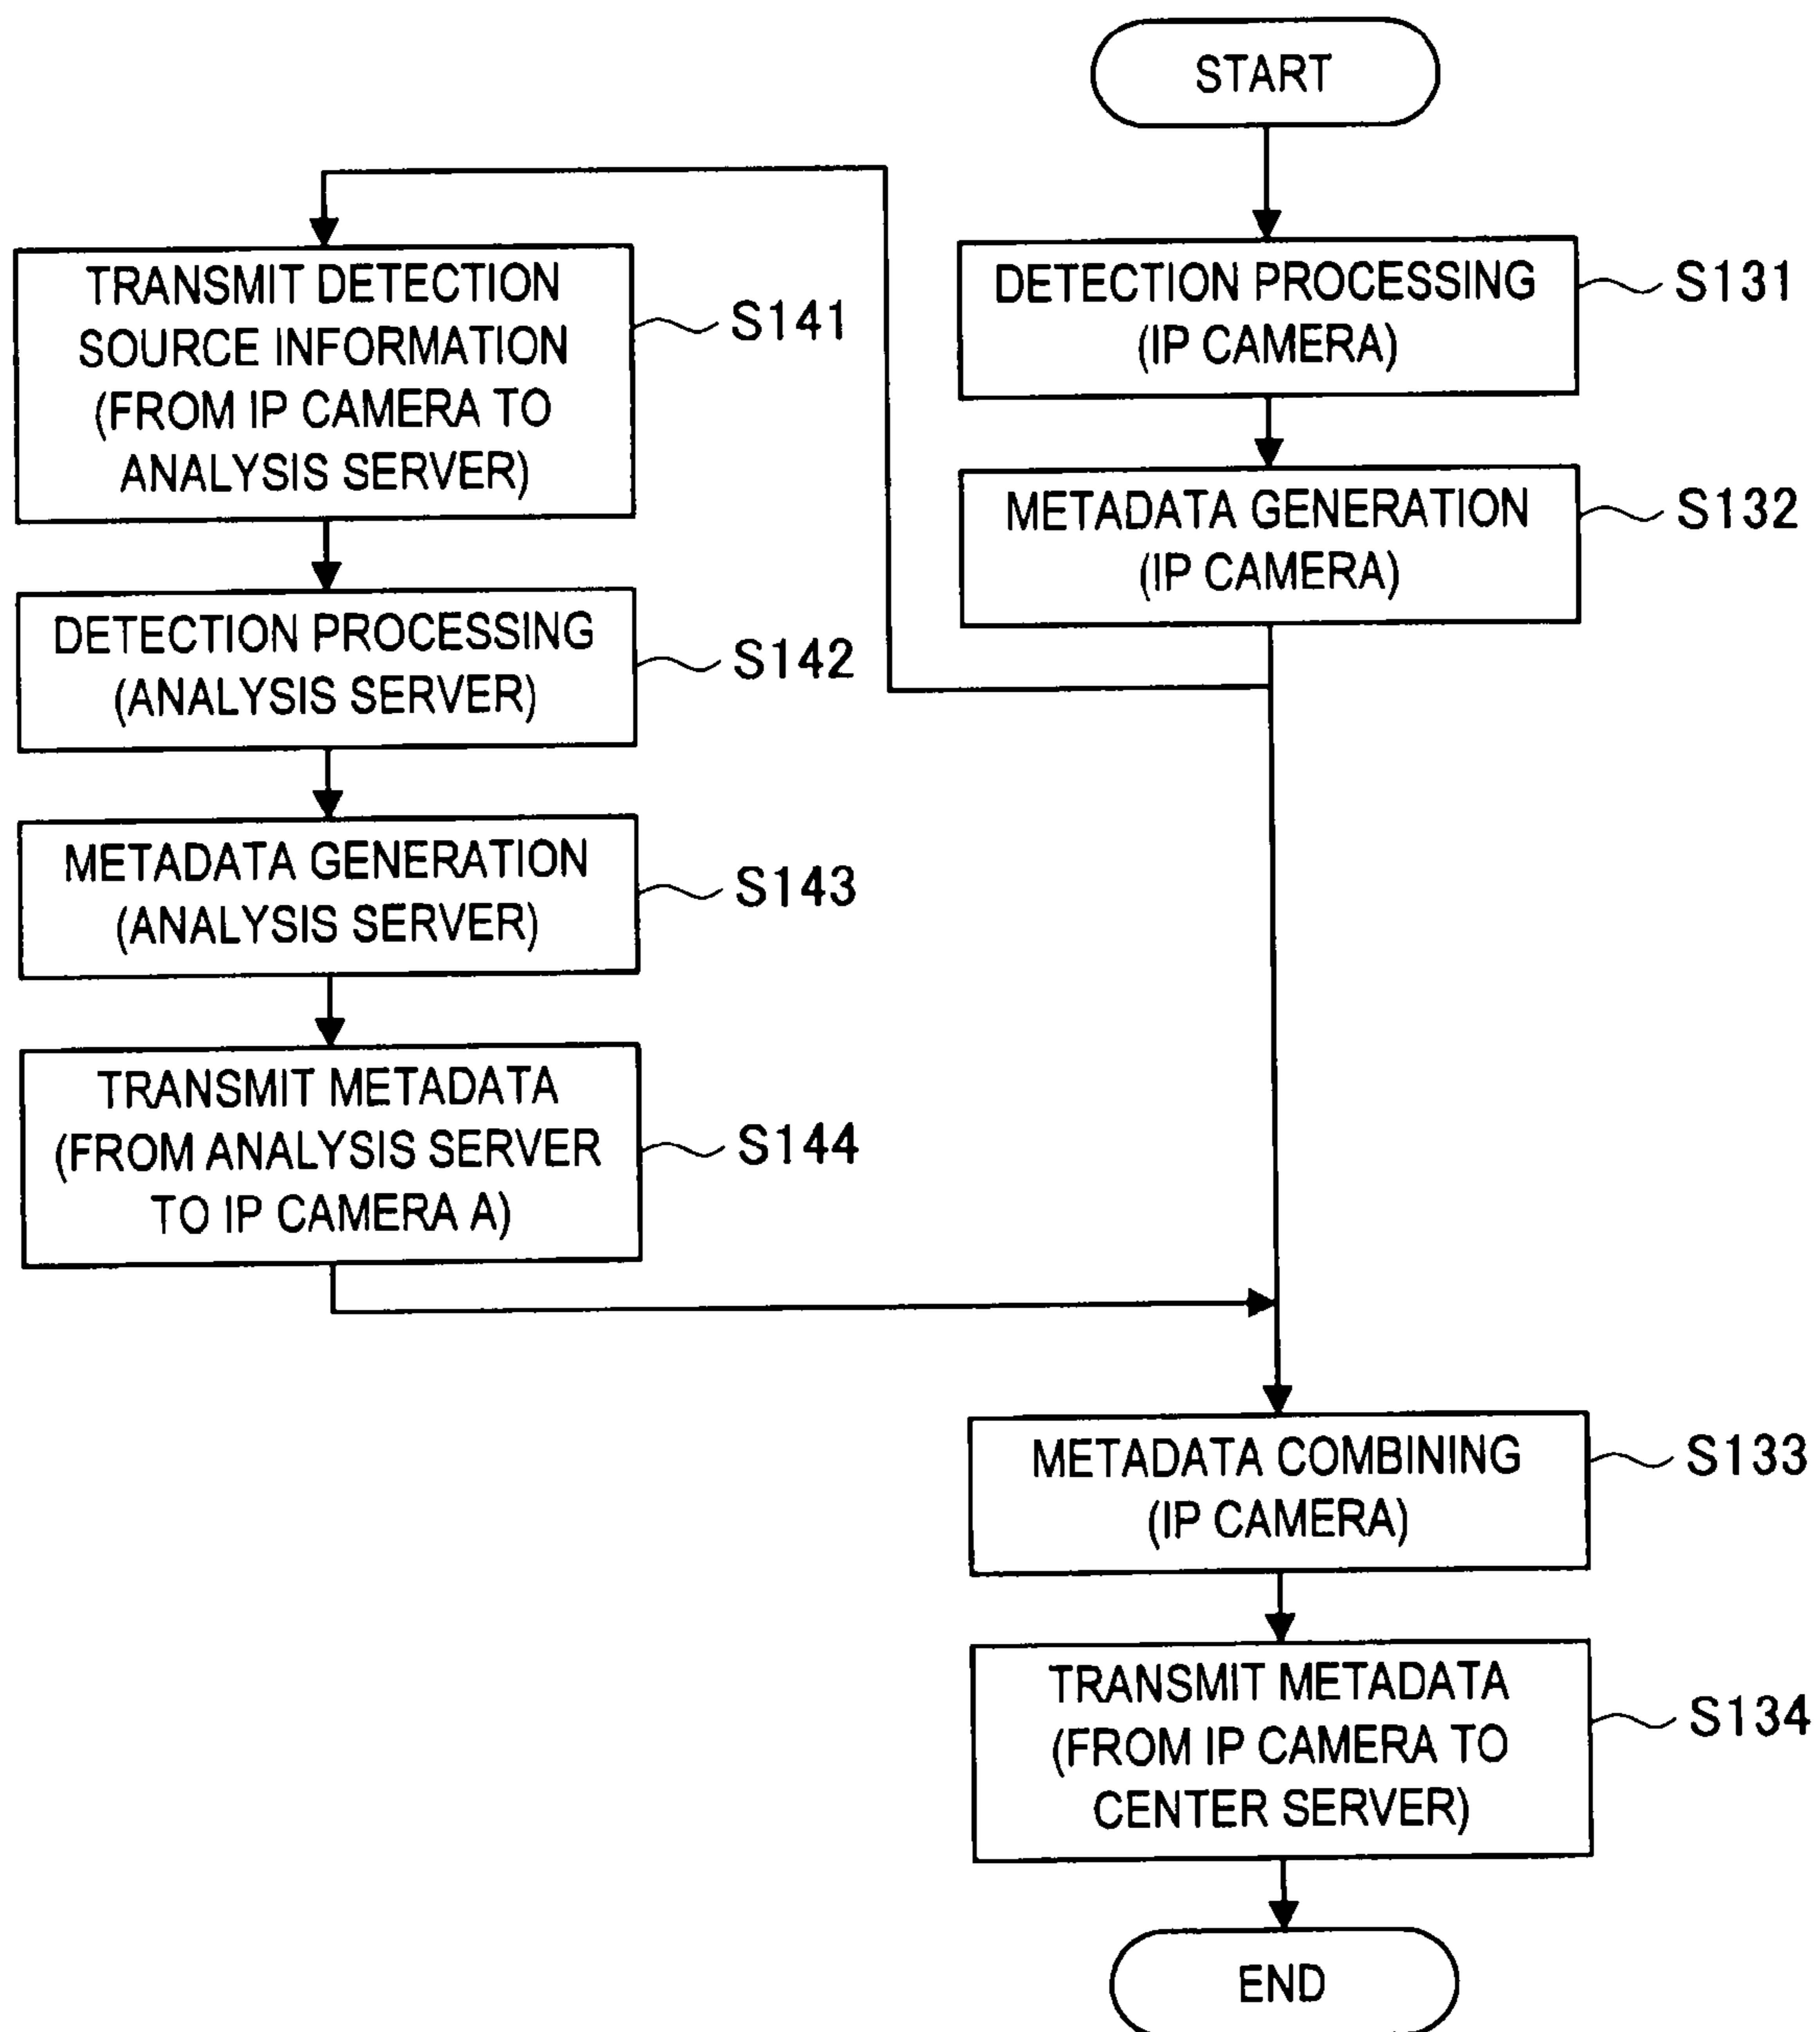 START
DETECTION PROCESSING
(IP CAMERA)
S131
METADATA GENERATION
(IP CAMERA)
S132
TRANSMIT DETECTION
SOURCE INFORMATION
(FROM IP CAMERA TO
ANALYSIS SERVER)
S141
DETECTION PROCESSING
(ANALYSIS SERVER)
S142
METADATA GENERATION
(ANALYSIS SERVER)
S143
TRANSMIT METADATA
(FROM ANALYSIS SERVER
TO IP CAMERA A)
S144
METADATA COMBINING
(IP CAMERA)
S133
TRANSMIT METADATA
(FROM IP CAMERA TO
CENTER SERVER)
S134
END